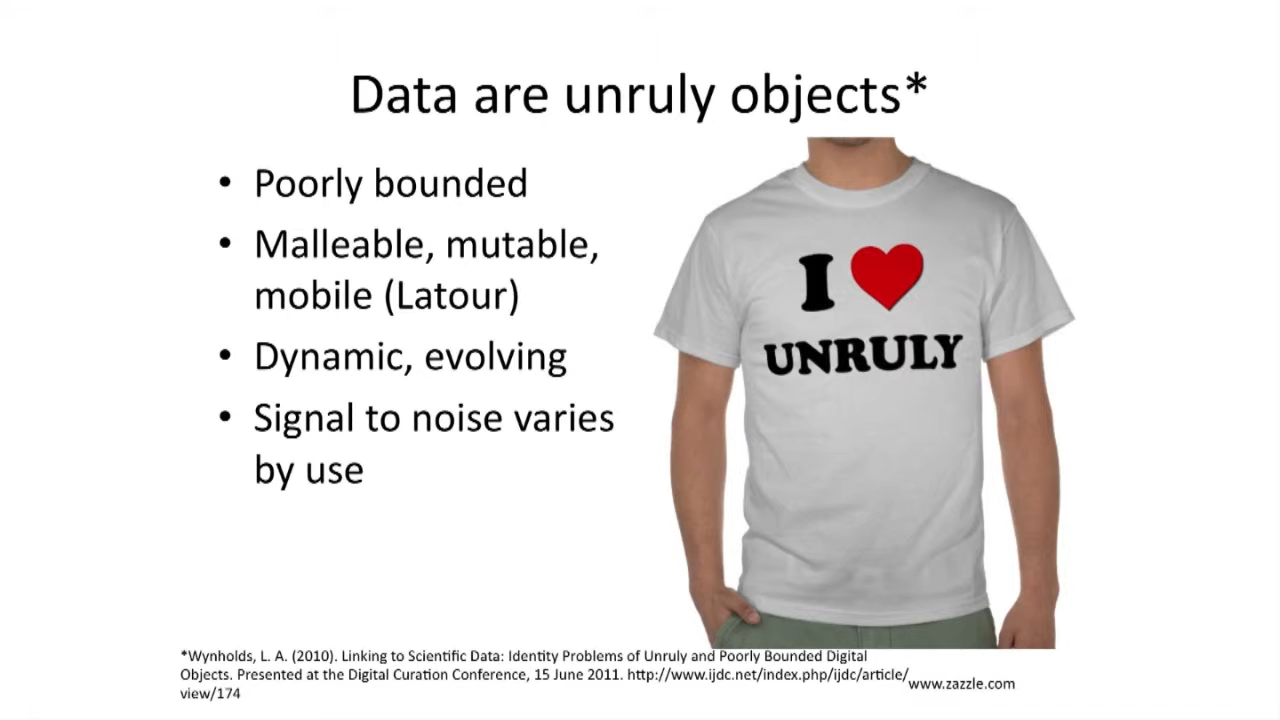 Data are unruly objects*
• Poorly bounded
• Malleable, mutable,
mobile (Latour)
• Dynamic, evolving
• Signal to noise varies
by use
I ❤
UNRULY
*Wynholds, L. A. (2010). Linking to Scientific Data: Identity Problems of Unruly and Poorly Bounded Digital
Objects. Presented at the Digital Curation Conference, 15 June 2011. http://www.ijdc.net/index.php/ijdc/article/
view/174
www.zazzle.com